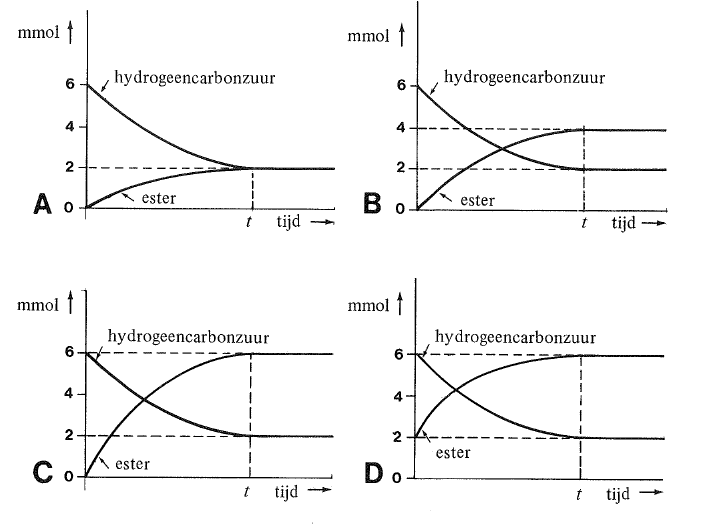 mmol
hydrogeencarbonzuur
6
4
2
0
ester
t
tijd
A
mmol
hydrogeencarbonzuur
6
4
2
0
ester
t
tijd
B
mmol
hydrogeencarbonzuur
6
4
2
0
ester
t
tijd
C
mmol
hydrogeencarbonzuur
6
4
2
0
ester
t
tijd
D